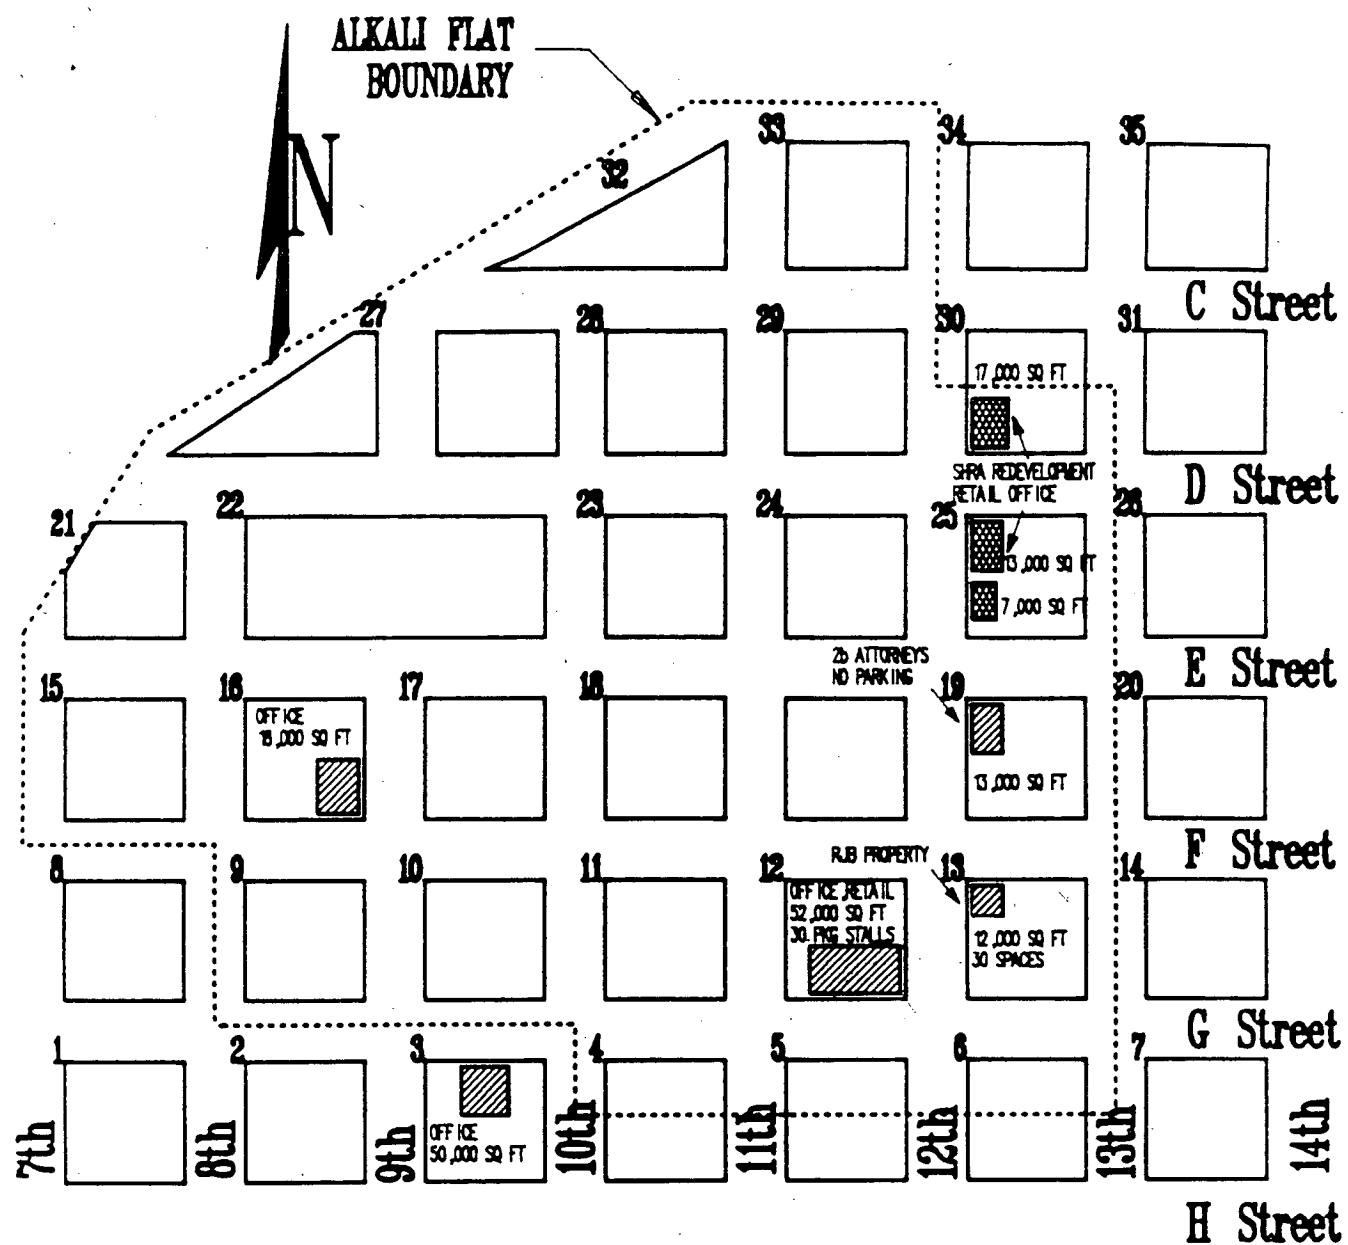 ALKALI FLAT
BOUNDARY
N
33
34
35
32
C Street
27
28
29
30
31
17,000 SQ FT
SHRA REDEVELOPMENT
RETAIL OFFICE
D Street
21
22
23
24
25
26
13,000 SQ FT
7,000 SQ FT
2b ATTORNEYS
NO PARKING
E Street
15
16
17
18
19
20
OFFICE
18,000 SQ FT
13,000 SQ FT
RJB PROPERTY
F Street
8
9
10
11
12
13
14
OFFICE,RETAIL
52,000 SQ FT
30 PKG STALLS
12,000 SQ FT
30 SPACES
G Street
1
2
3
4
5
6
7
OFFICE
50,000 SQ FT
7th
8th
9th
10th
11th
12th
13th
14th
H Street